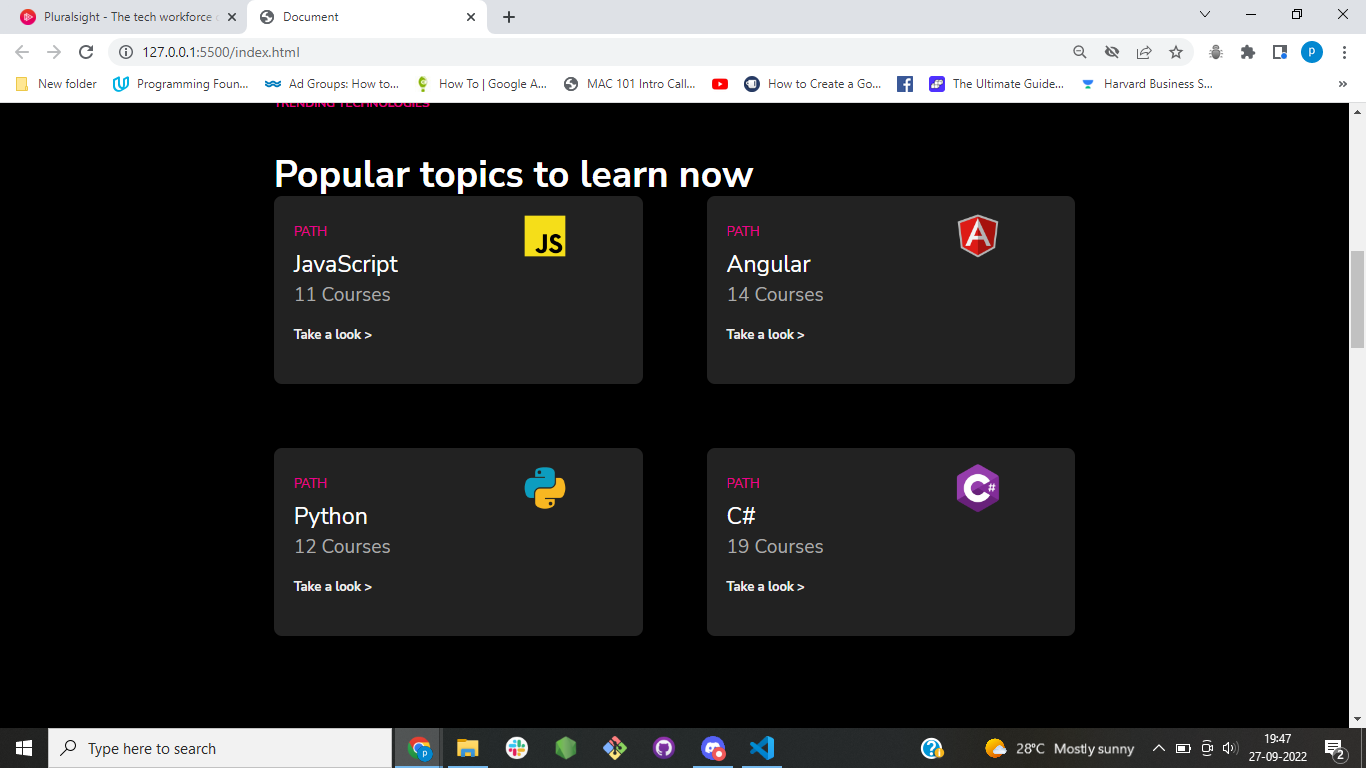 Pluralsight - The tech workforce
Document
127.0.0.1:5500/index.html
P
New folder
Programming Foun...
Ad Groups: How to...
How To | Google A...
MAC 101 Intro Call...
How to Create a Go...
The Ultimate Guide...
Harvard Business S...
»
TRENDING TECHNOLOGIES
Popular topics to learn now
PATH
JS
JavaScript
11 Courses
Take a look >
PATH
A
Angular
14 Courses
Take a look >
PATH
Python
12 Courses
Take a look >
PATH
C#
C#
19 Courses
Take a look >
Type here to search
P
28°C Mostly sunny
19:47
27-09-2022
2